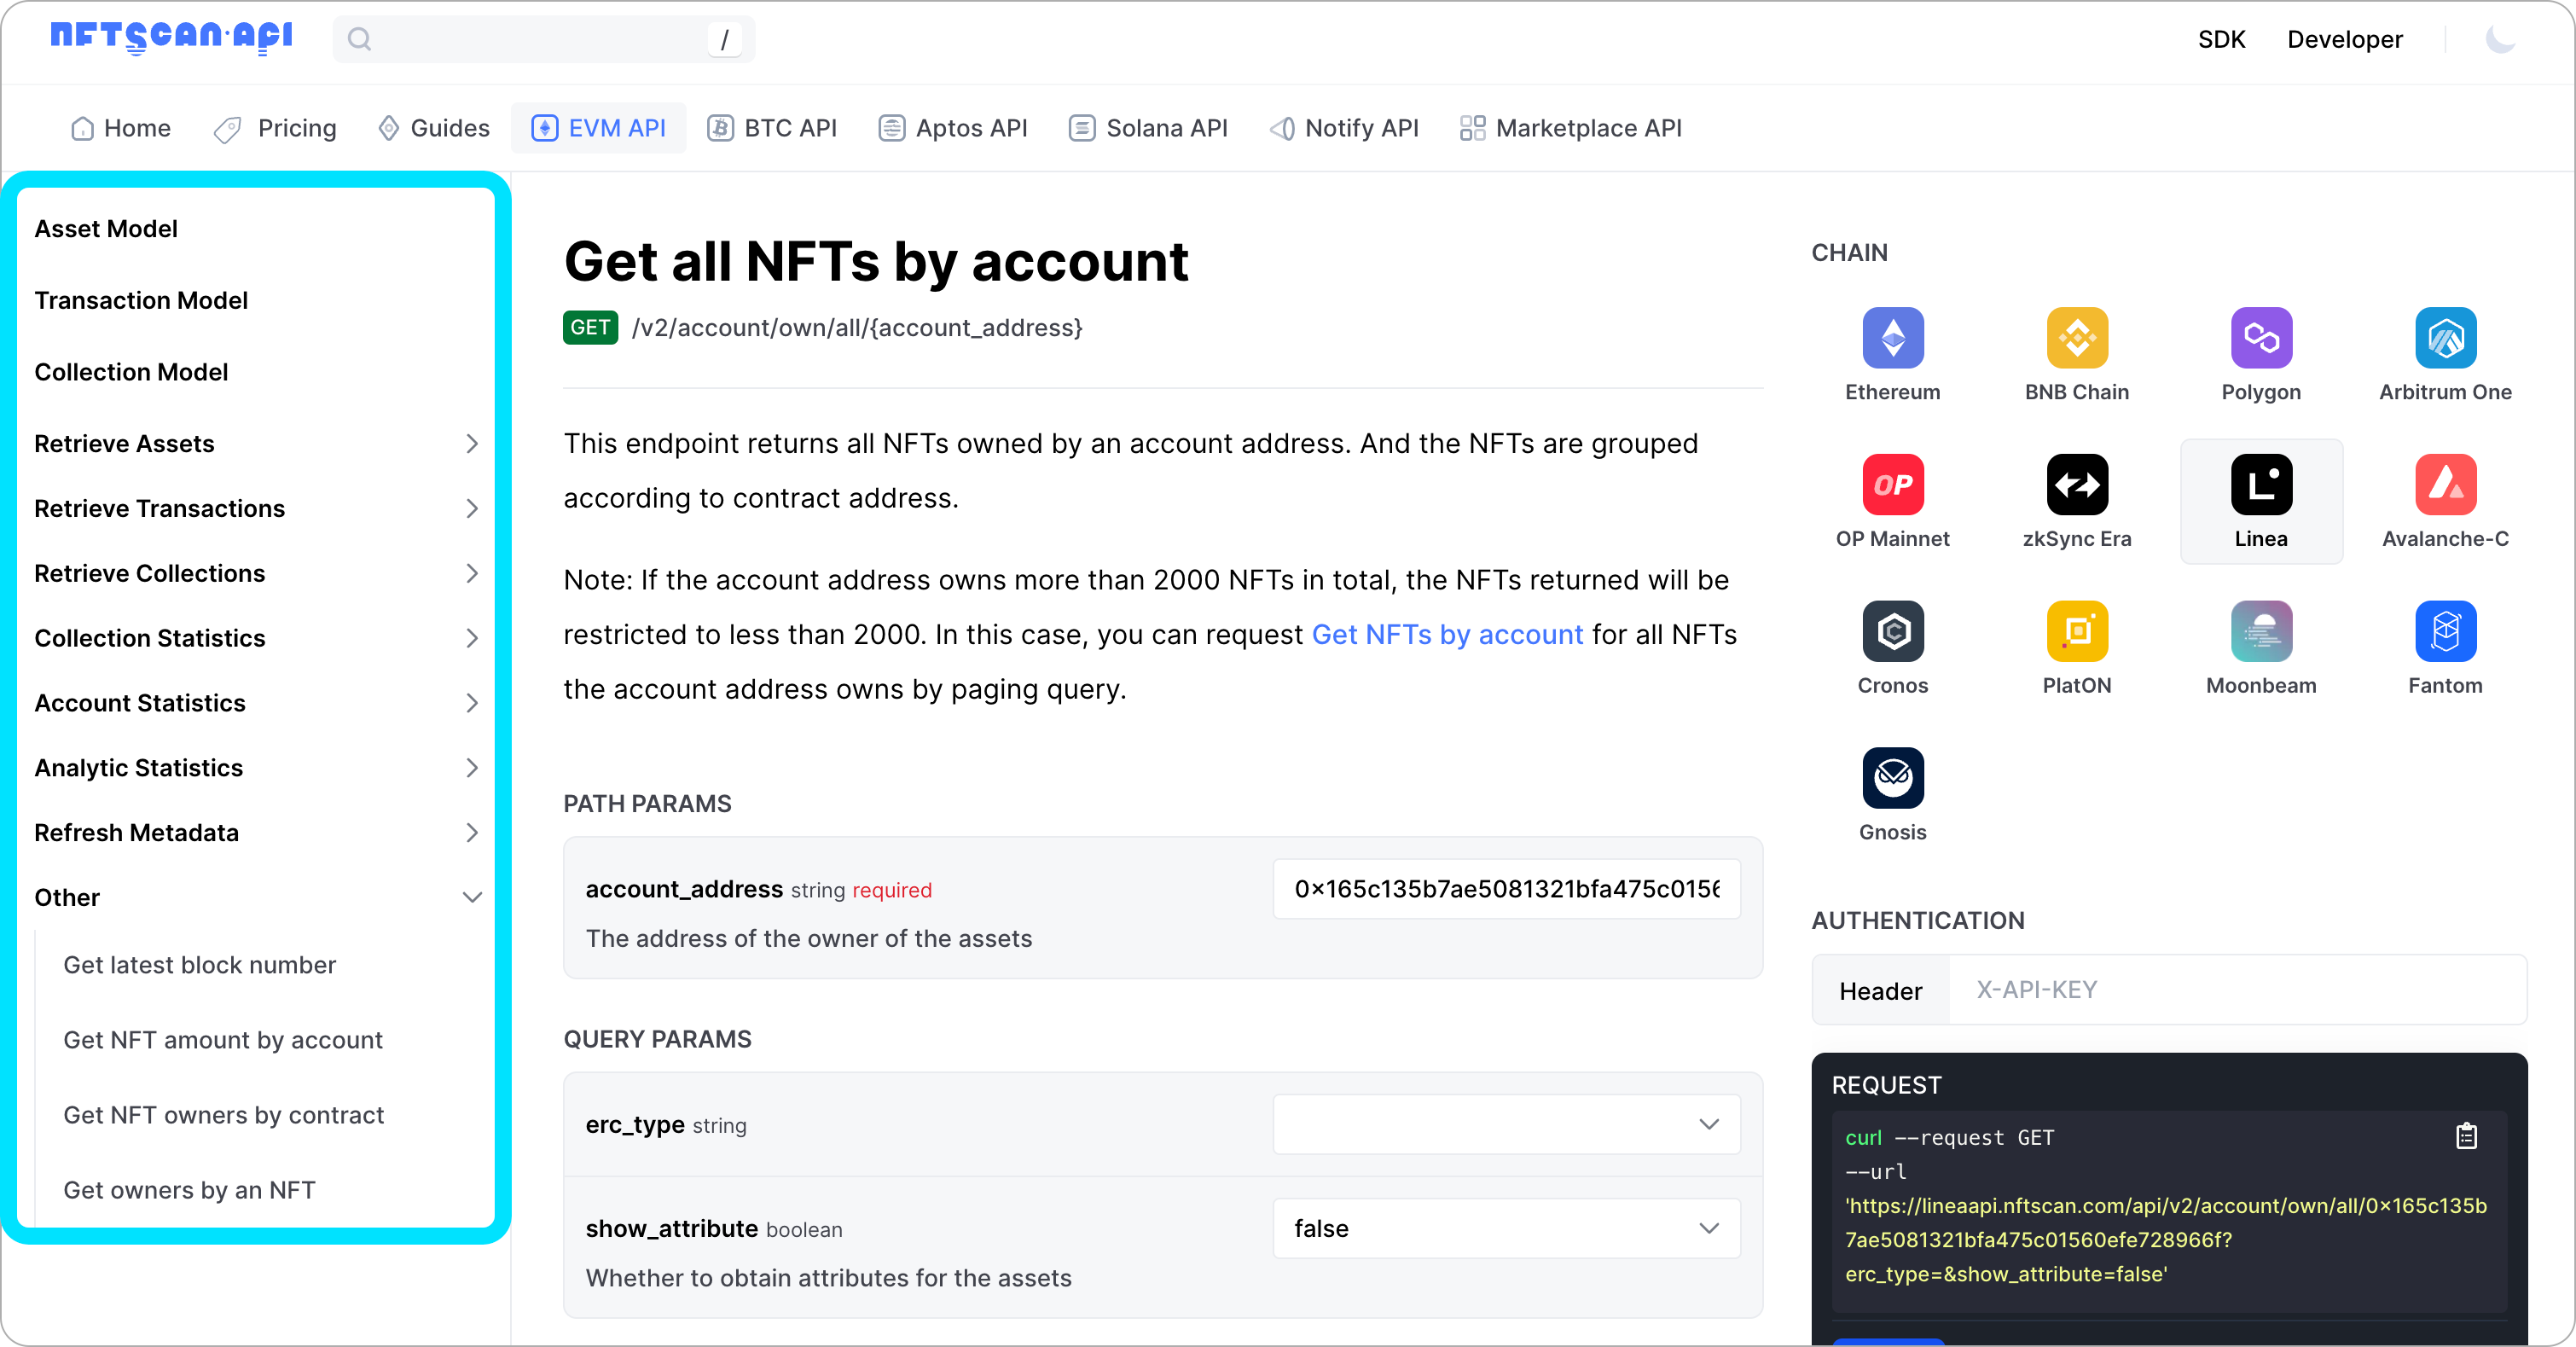 NFTSCAN·API
/
SDK
Developer
Home
Pricing
Guides
EVM API
BTC API
Aptos API
Solana API
Notify API
Marketplace API
Asset Model
Transaction Model
Collection Model
Retrieve Assets
Retrieve Transactions
Retrieve Collections
Collection Statistics
Account Statistics
Analytic Statistics
Refresh Metadata
Other
Get latest block number
Get NFT amount by account
Get NFT owners by contract
Get owners by an NFT
Get all NFTs by account
GET /v2/account/own/all/{account_address}
This endpoint returns all NFTs owned by an account address. And the NFTs are grouped
according to contract address.
Note: If the account address owns more than 2000 NFTs in total, the NFTs returned will be
restricted to less than 2000. In this case, you can request Get NFTs by account for all NFTs
the account address owns by paging query.
PATH PARAMS
account_address string required
0x165c135b7ae5081321bfa475c0156
The address of the owner of the assets
QUERY PARAMS
erc_type string
show_attribute boolean
false
Whether to obtain attributes for the assets
CHAIN
Ethereum
BNB Chain
Polygon
Arbitrum One
OP
OP Mainnet
zkSync Era
Linea
Avalanche-C
Cronos
PlatON
Moonbeam
Fantom
Gnosis
AUTHENTICATION
Header
X-API-KEY
REQUEST
curl --request GET
--url
'https://lineaapi.nftscan.com/api/v2/account/own/all/0x165c135b
7ae5081321bfa475c01560efe728966f?
erc_type=&show_attribute=false'